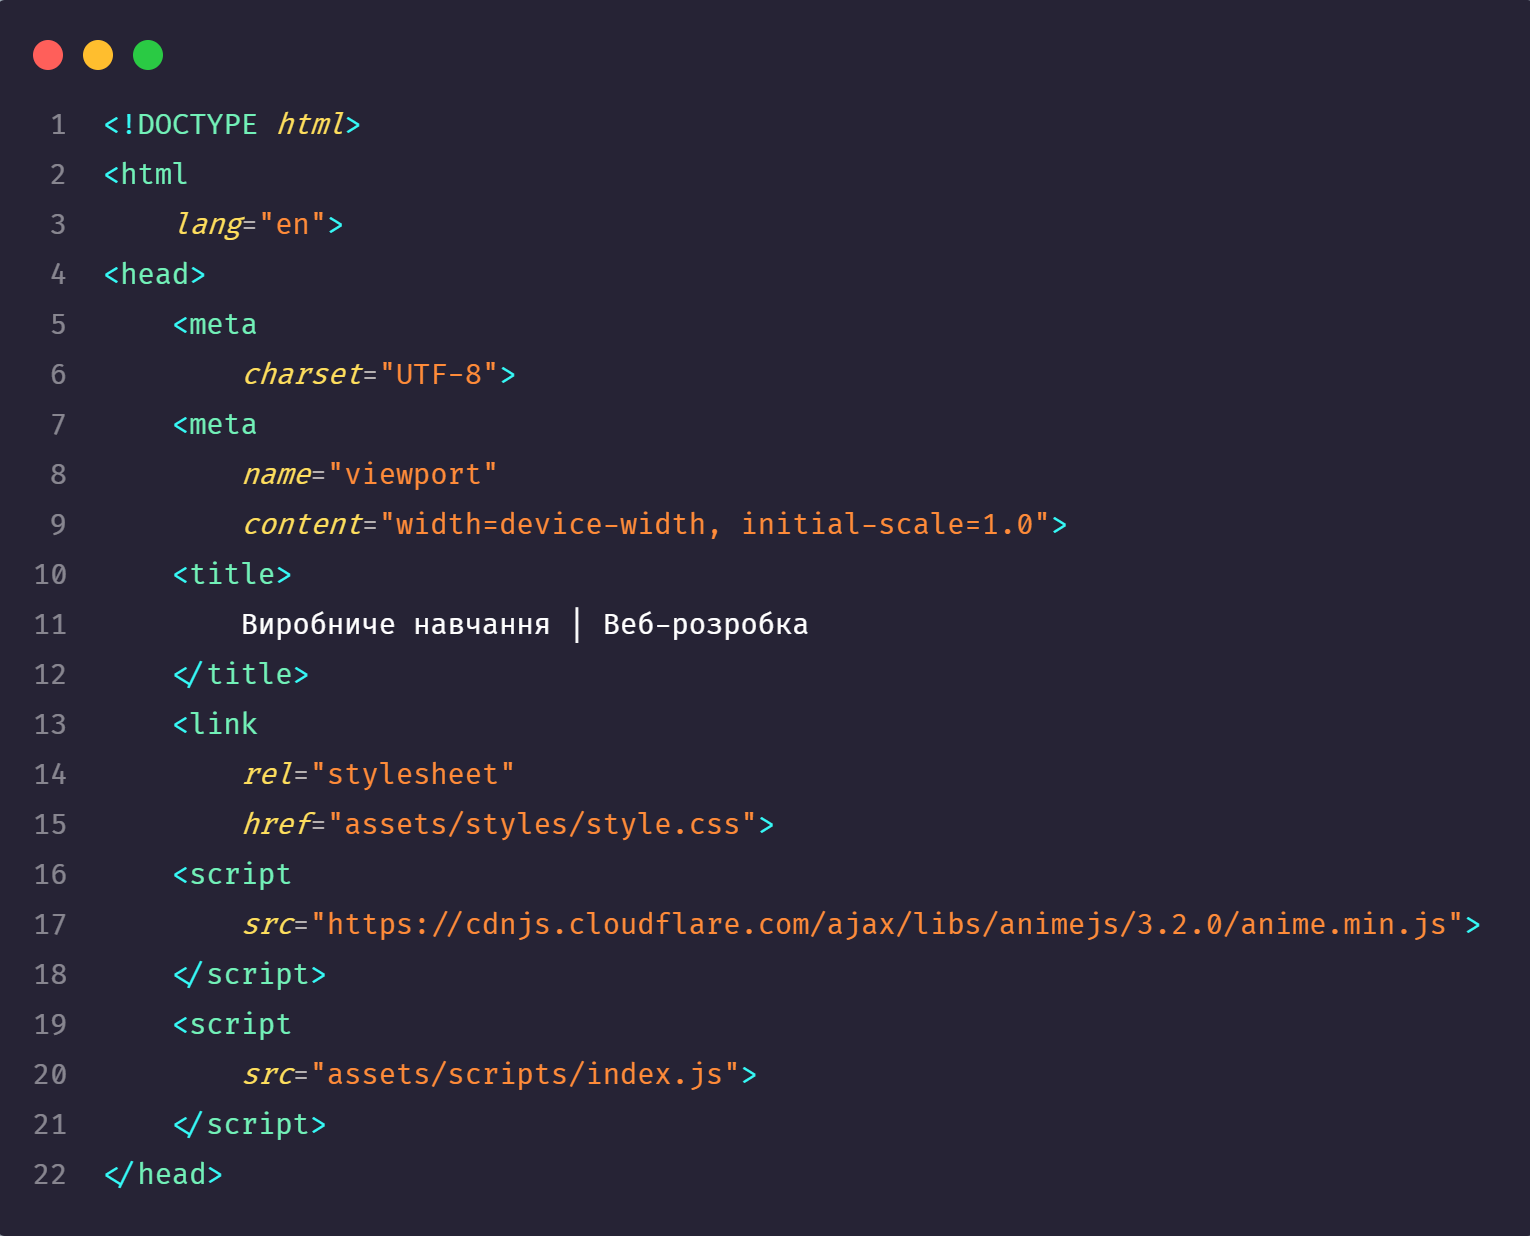 1 <!DOCTYPE html>
2 <html
3     lang="en">
4 <head>
5     <meta
6         charset="UTF-8">
7     <meta
8         name="viewport"
9         content="width=device-width, initial-scale=1.0">
10     <title>
11         Виробниче навчання | Веб-розробка
12     </title>
13     <link
14         rel="stylesheet"
15         href="assets/styles/style.css">
16     <script
17         src="https://cdnjs.cloudflare.com/ajax/libs/animejs/3.2.0/anime.min.js">
18     </script>
19     <script
20         src="assets/scripts/index.js">
21     </script>
22 </head>